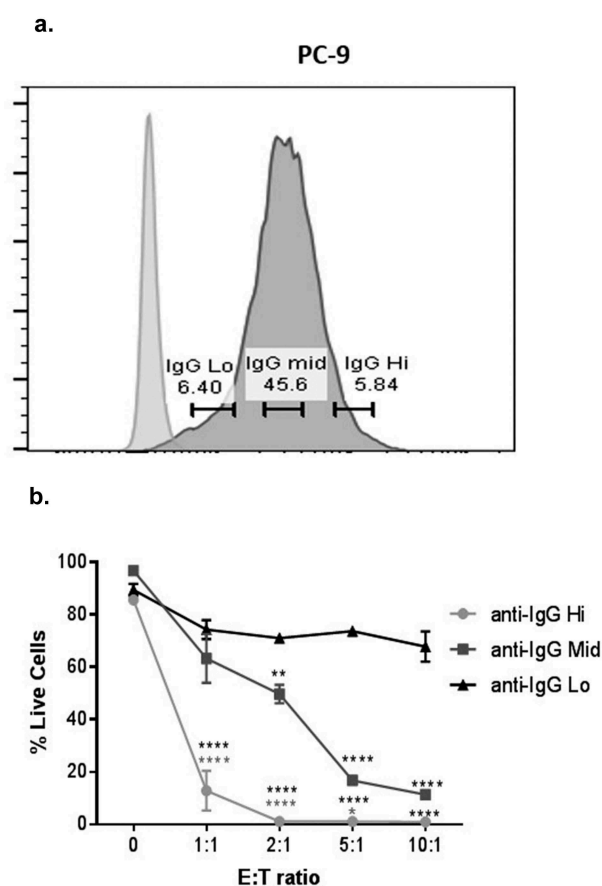 a.
PC-9
IgG Lo IgG mid IgG Hi
6.40 45.6 5.84
b.
% Live Cells
100
80
60
40
20
0
**
****
****
****
****
****
****
*
****
****
0 1:1 2:1 5:1 10:1
E:T ratio
anti-IgG Hi
anti-IgG Mid
anti-IgG Lo